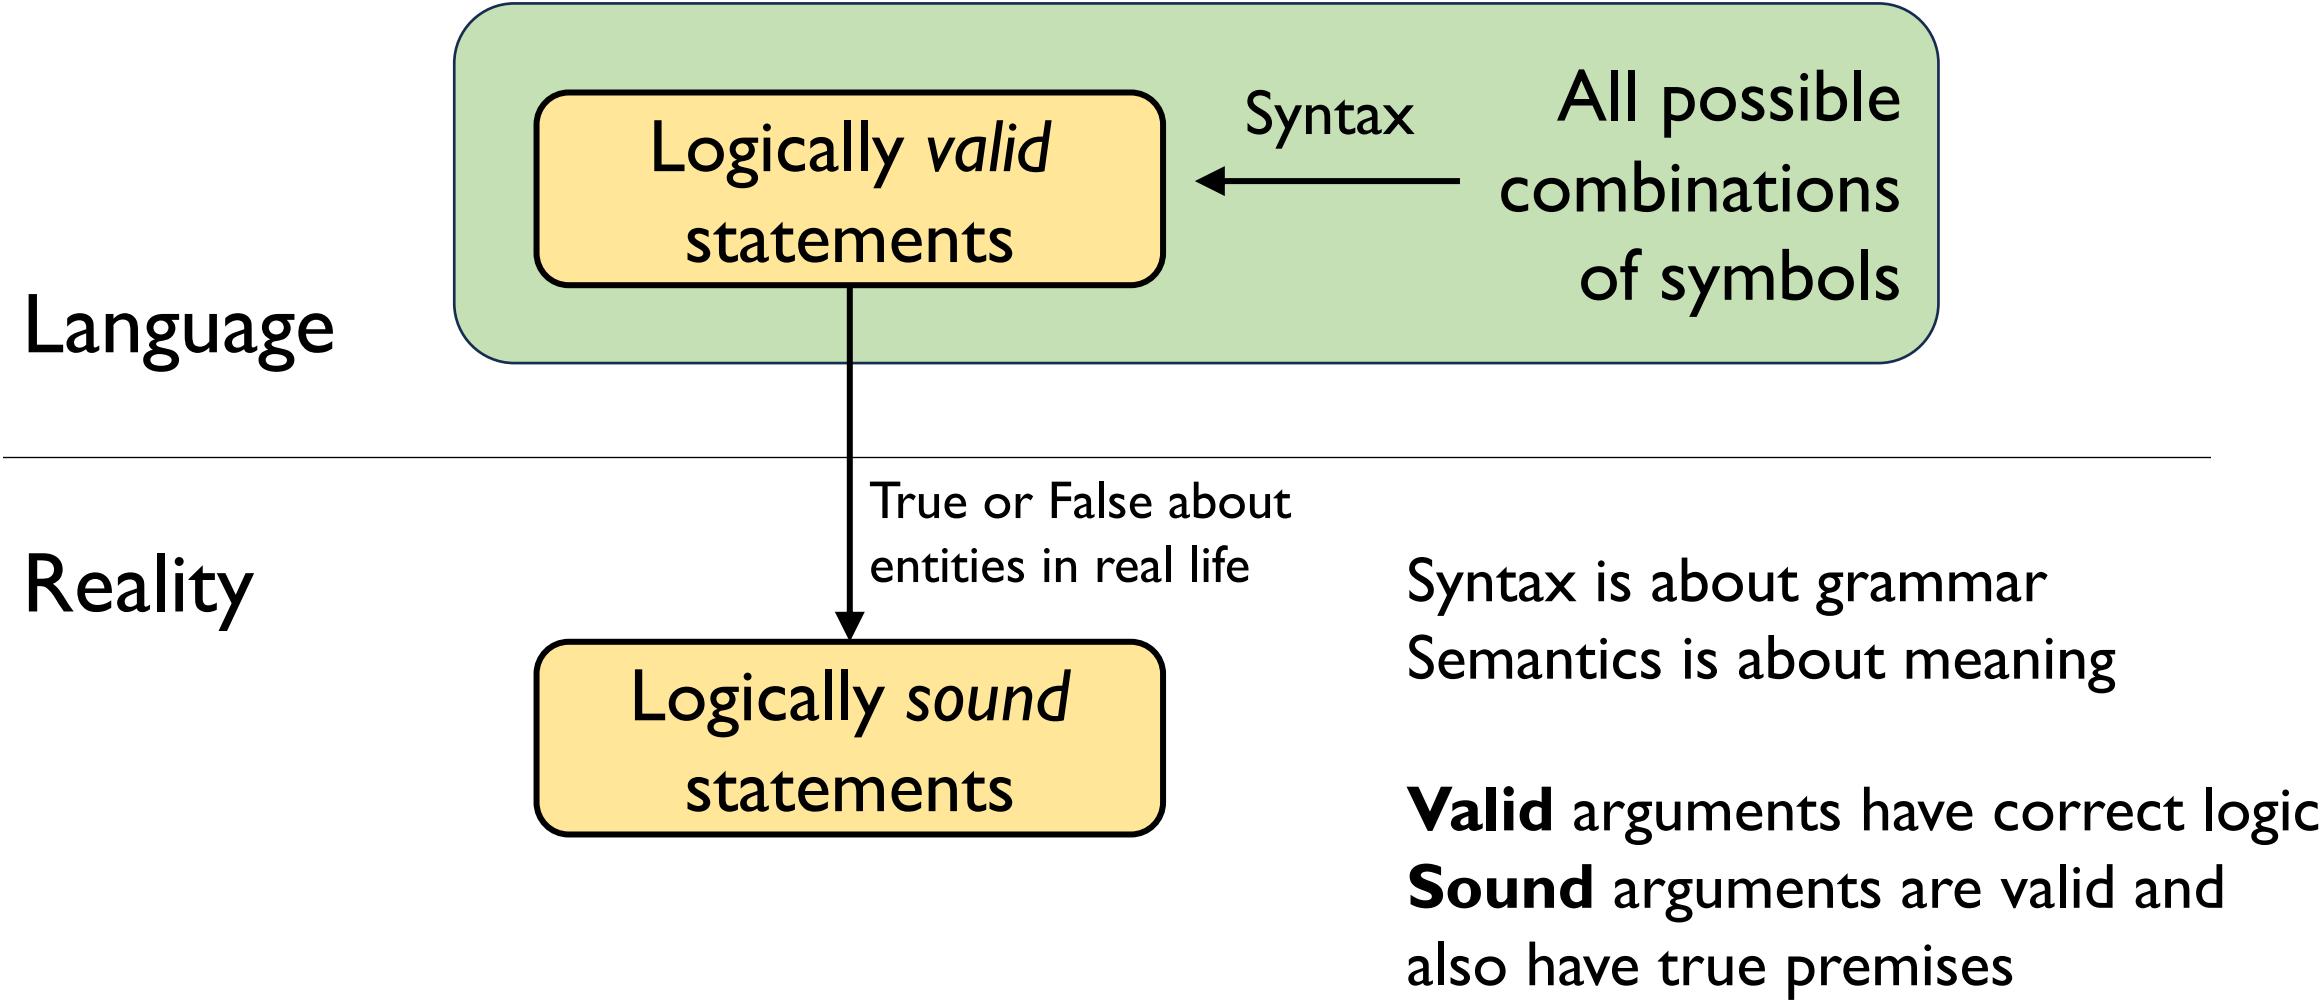 Logically valid
statements
Syntax
All possible
combinations
of symbols
Language
True or False about
entities in real life
Reality
Logically sound
statements
Syntax is about grammar
Semantics is about meaning
Valid arguments have correct logic
Sound arguments are valid and
also have true premises